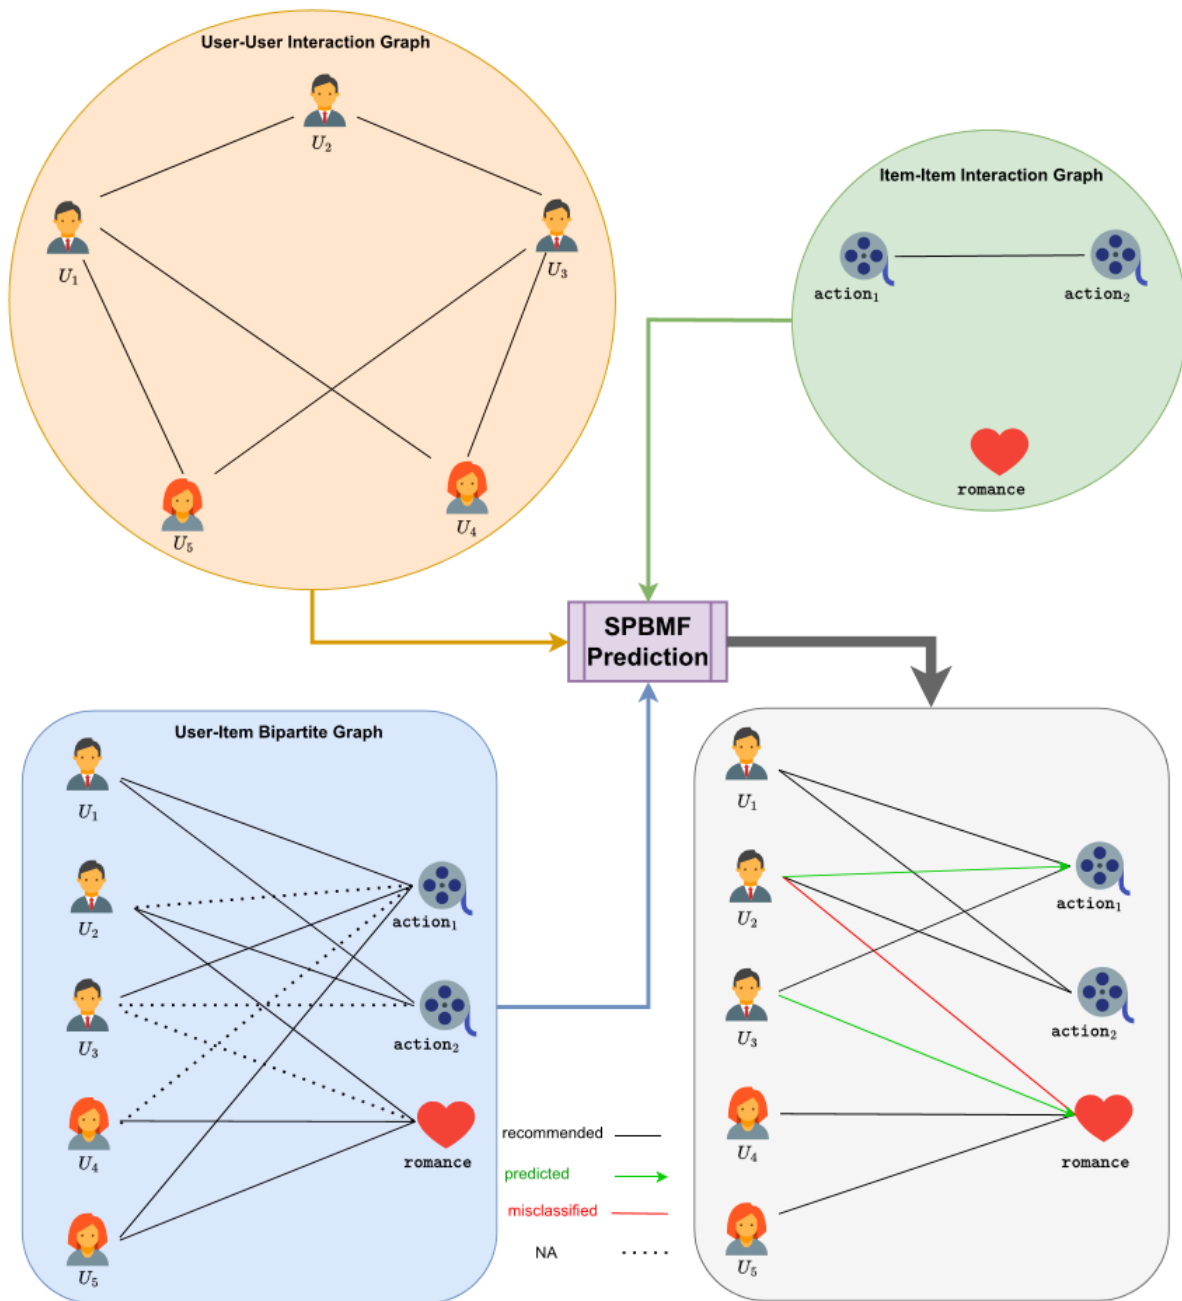 User-User Interaction Graph
U₂
U₁
U₃
U₅
U₄
Item-Item Interaction Graph
action₁
action₂
romance
SPBMF
Prediction
User-Item Bipartite Graph
U₁
U₂
U₃
U₄
U₅
action₁
action₂
romance
recommended
predicted
misclassified
NA
U₁
U₂
U₃
U₄
U₅
action₁
action₂
romance